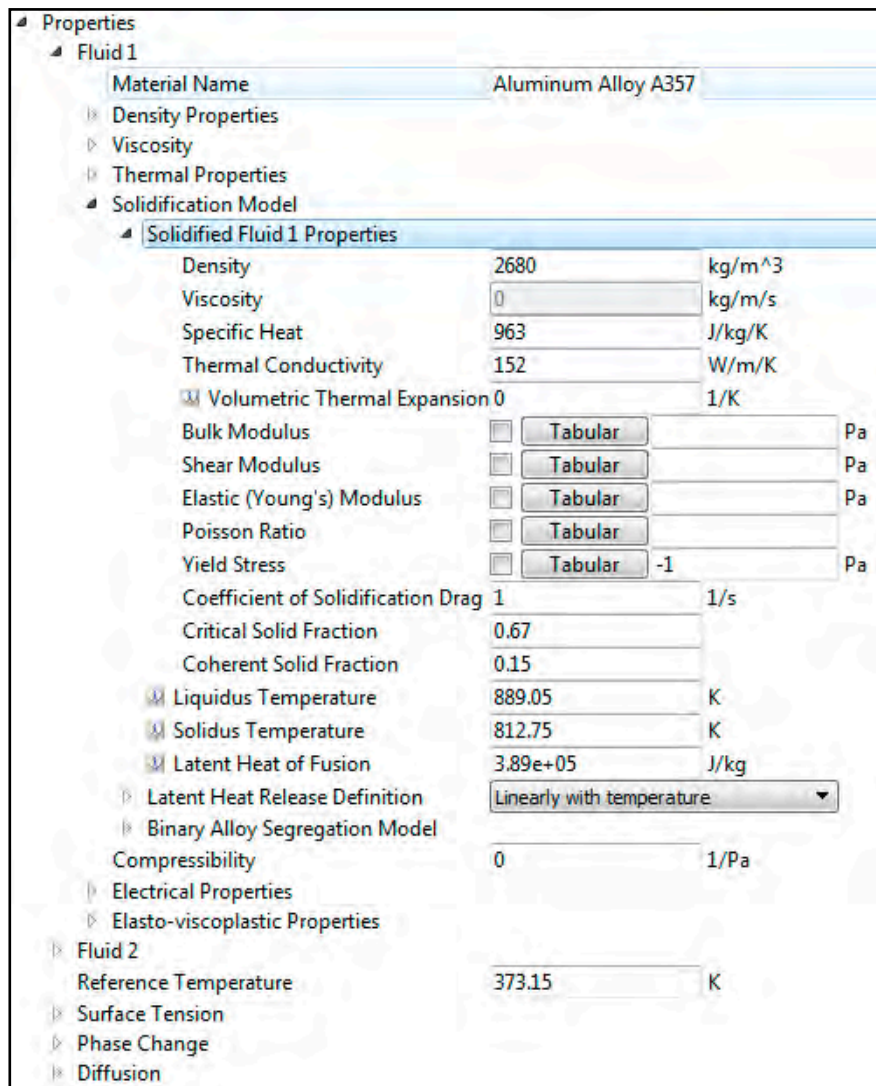 Properties
Fluid 1
Material Name Aluminum Alloy A357
Density Properties
Viscosity
Thermal Properties
Solidification Model
Solidified Fluid 1 Properties
Density 2680 kg/m^3
Viscosity 0 kg/m/s
Specific Heat 963 J/kg/K
Thermal Conductivity 152 W/m/K
Volumetric Thermal Expansion 0 1/K
Bulk Modulus Tabular Pa
Shear Modulus Tabular Pa
Elastic (Young's) Modulus Tabular Pa
Poisson Ratio Tabular
Yield Stress Tabular -1 Pa
Coefficient of Solidification Drag 1 1/s
Critical Solid Fraction 0.67
Coherent Solid Fraction 0.15
Liquidus Temperature 889.05 K
Solidus Temperature 812.75 K
Latent Heat of Fusion 3.89e+05 J/kg
Latent Heat Release Definition Linearly with temperature
Binary Alloy Segregation Model
Compressibility 0 1/Pa
Electrical Properties
Elasto-viscoplastic Properties
Fluid 2
Reference Temperature 373.15 K
Surface Tension
Phase Change
Diffusion